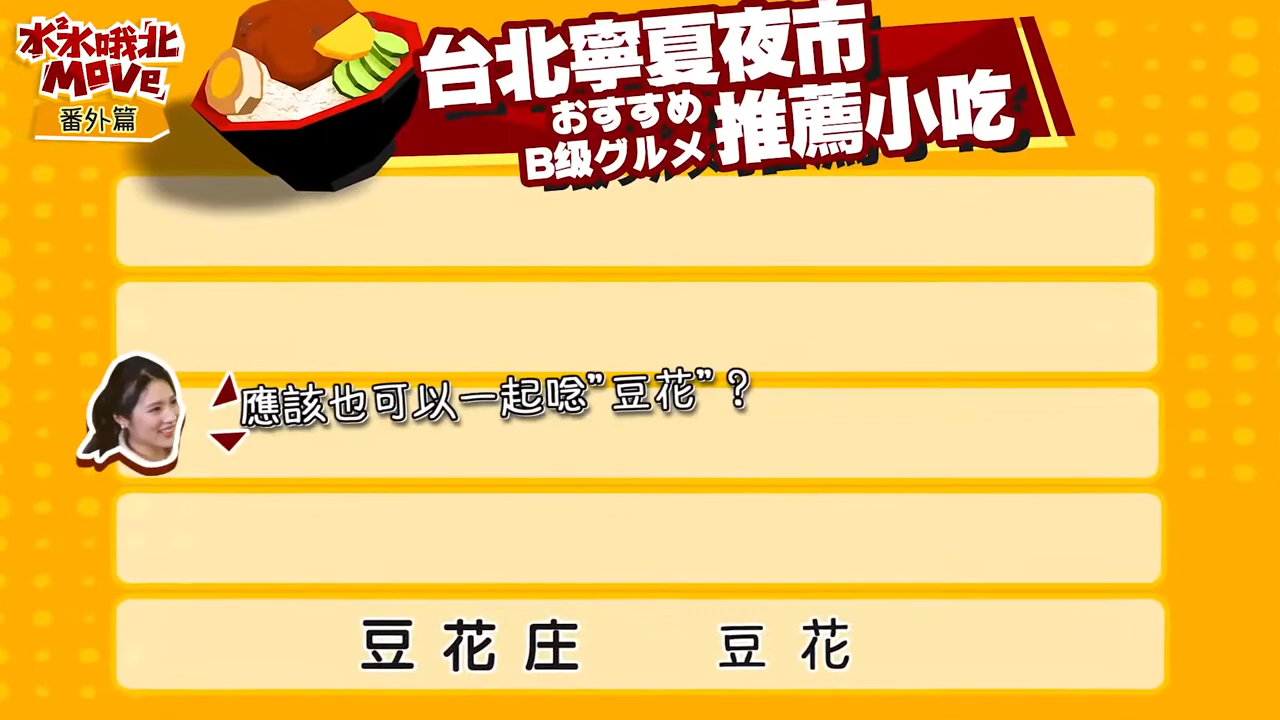 水水哦北
Move
番外篇
台北寧夏夜市
おすすめ
B級グルメ
推薦小吃
應該也可以一起唸”豆花”？
豆花庄 豆花